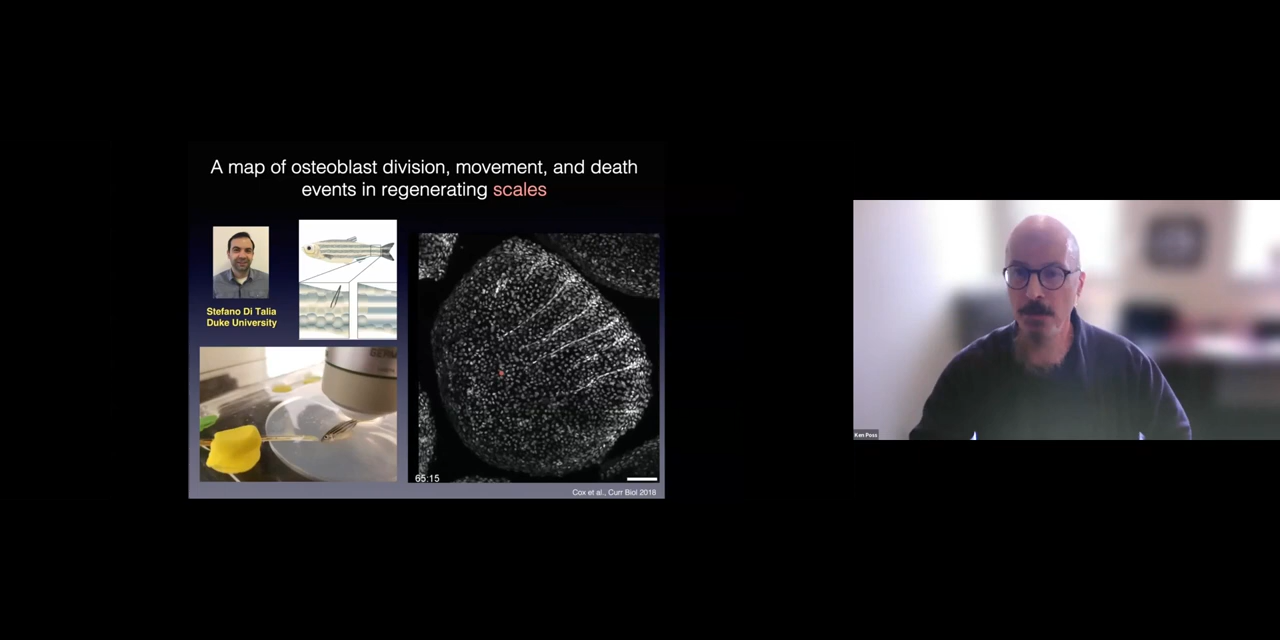 A map of osteoblast division, movement, and death
events in regenerating scales
Stefano Di Talia
Duke University
65:15
Cox et al., Curr Biol 2018
Ken Poss